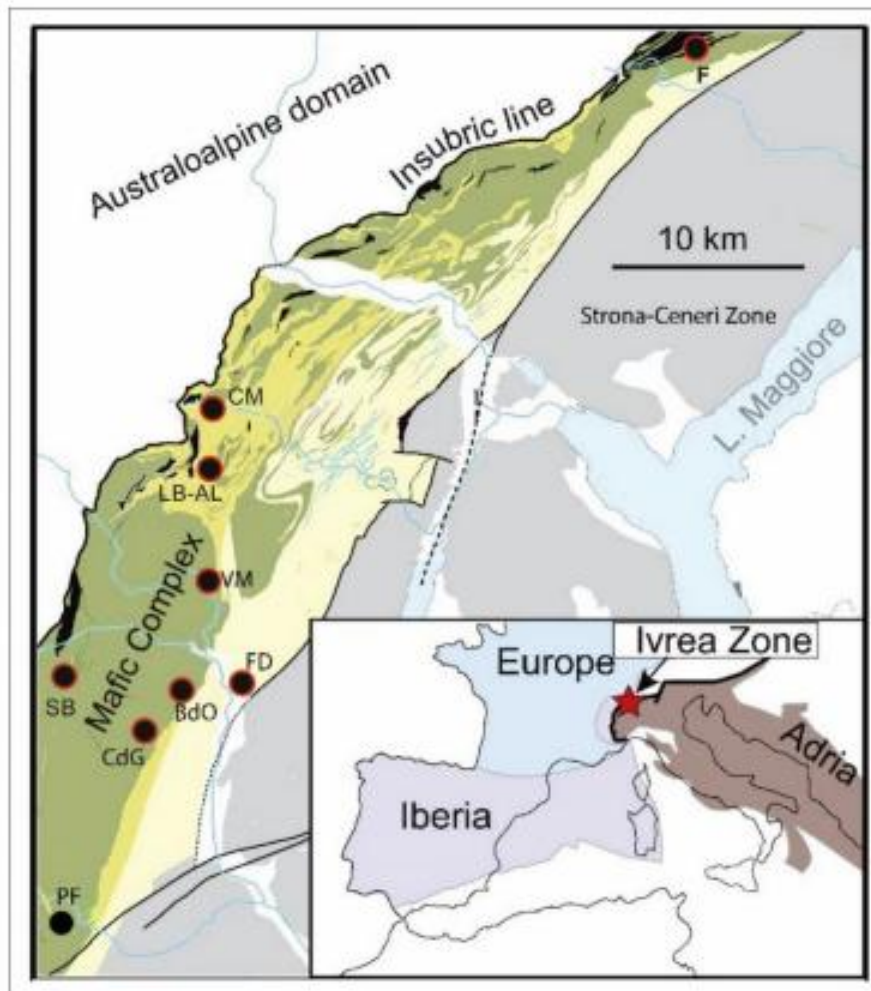 F
Australoalpine domain
Insubric line
10 km
Strona-Ceneri Zone
L. Maggiore
CM
LB-AL
VM
Mafic Complex
FD
SB
BdO
CdG
PF
Ivrea Zone
Europe
Adria
Iberia